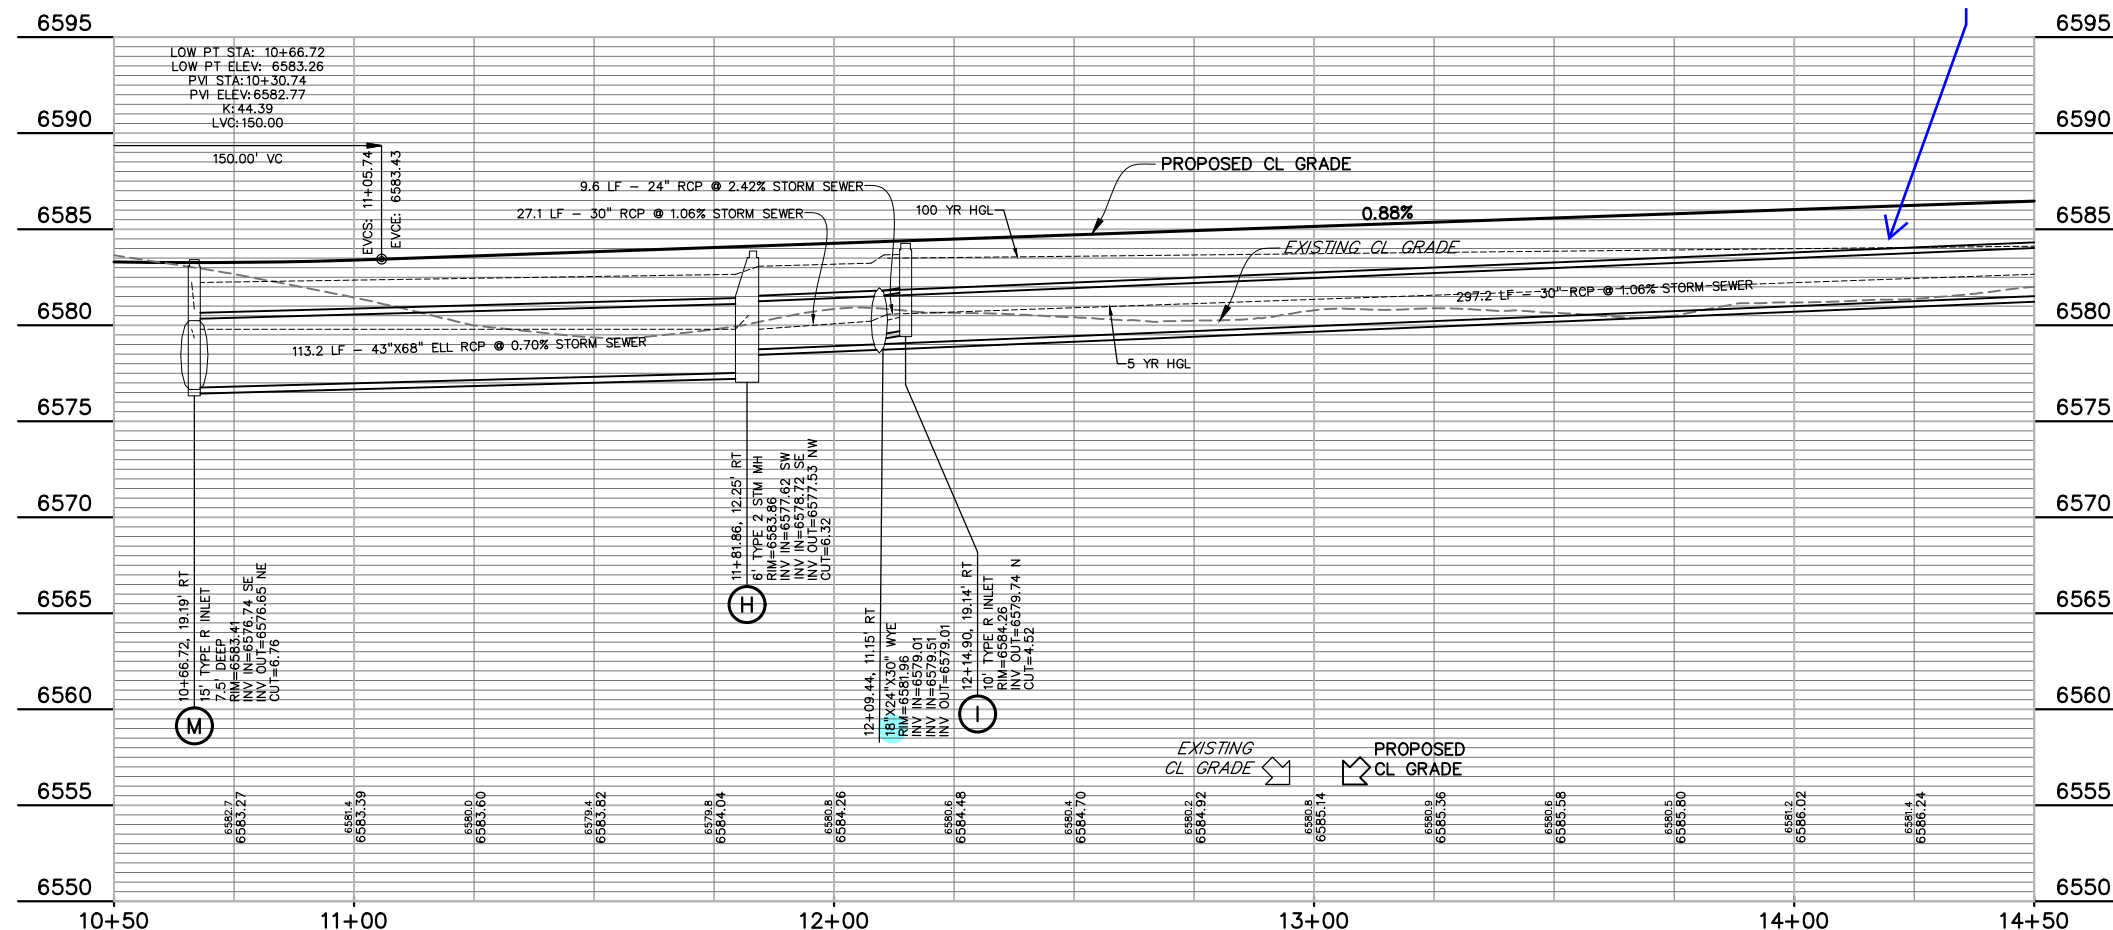 6595
6595
LOW PT STA: 10+66.72
LOW PT ELEV: 6583.26
PVI STA:10+30.74
PVI ELEV:6582.77
K:44.39
LVC:150.00
6590
6590
150.00' VC
EVCS: 11+05.74
EVCE: 6583.43
PROPOSED CL GRADE
9.6 LF – 24" RCP @ 2.42% STORM SEWER
27.1 LF – 30" RCP @ 1.06% STORM SEWER
100 YR HGL
0.88%
6585
6585
EXISTING CL GRADE
297.2 LF – 30" RCP @ 1.06% STORM SEWER
6580
6580
113.2 LF – 43"X68" ELL RCP @ 0.70% STORM SEWER
5 YR HGL
6575
6575
11+81.86, 12.25' RT
6' TYPE 2 STM MH
RIM=6583.86
INV IN=6577.62 SW
INV IN=6578.72 SE
INV OUT=6577.53 NW
CUT=6.32
H
6570
6570
10+66.72, 19.19' RT
15' TYPE R INLET
7.5' DEEP
RIM=6583.41
INV IN=6576.74 SE
INV OUT=6576.65 NE
CUT=6.76
M
6565
6565
12+09.44, 11.15' RT
18"X24"X30" WYE
RIM=6581.96
INV IN=6579.01
INV IN=6579.51
INV OUT=6579.01
12+14.90, 19.14' RT
10' TYPE R INLET
RIM=6584.26
INV OUT=6579.74 N
CUT=4.52
I
6560
6560
EXISTING
CL GRADE
PROPOSED
CL GRADE
6555
6555
6582.7
6583.27
6581.4
6583.39
6580.0
6583.60
6579.4
6583.82
6579.8
6584.04
6580.8
6584.26
6580.6
6584.48
6580.4
6584.70
6580.2
6584.92
6580.8
6585.14
6580.9
6585.36
6580.6
6585.58
6580.5
6585.80
6581.2
6586.02
6581.4
6586.24
6550
6550
10+50
11+00
12+00
13+00
14+00
14+50